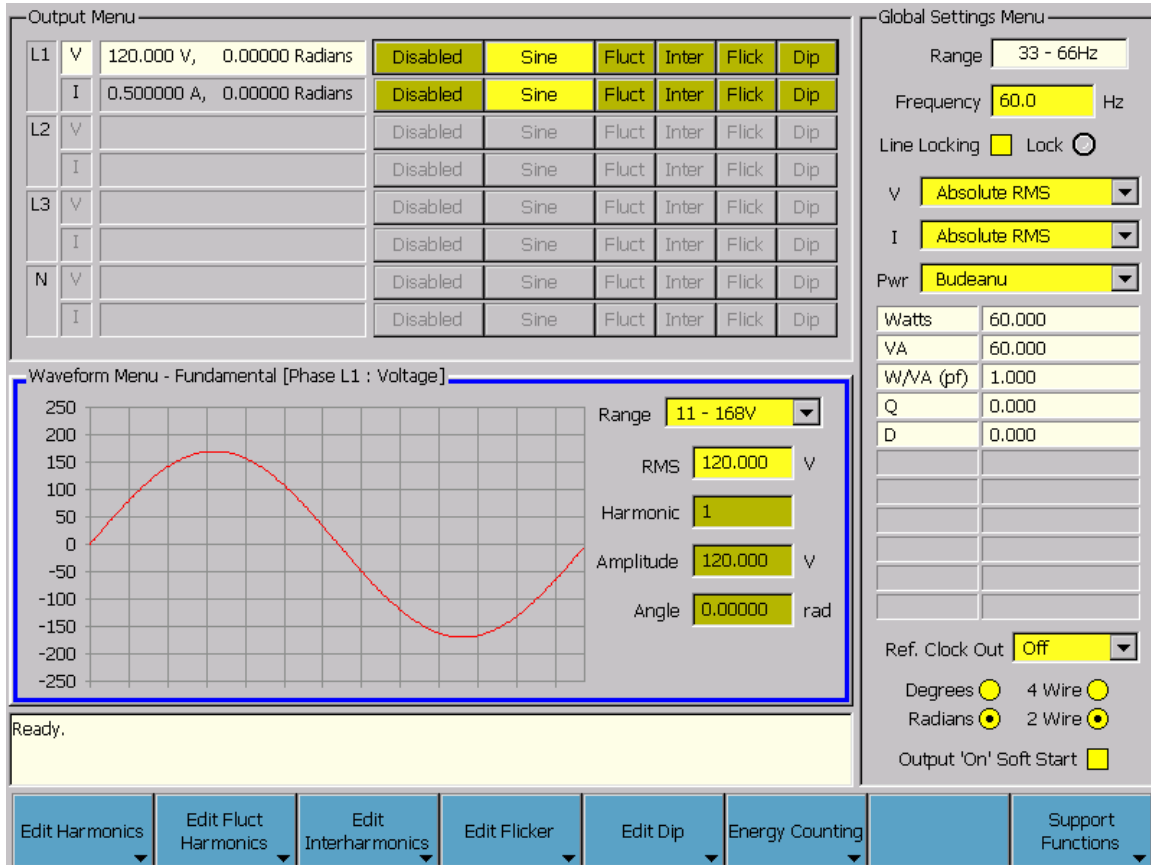 Output Menu
L1 V 120.000 V, 0.00000 Radians Disabled Sine Fluct Inter Flick Dip
I 0.500000 A, 0.00000 Radians Disabled Sine Fluct Inter Flick Dip
L2 V Disabled Sine Fluct Inter Flick Dip
I Disabled Sine Fluct Inter Flick Dip
L3 V Disabled Sine Fluct Inter Flick Dip
I Disabled Sine Fluct Inter Flick Dip
N V Disabled Sine Fluct Inter Flick Dip
I Disabled Sine Fluct Inter Flick Dip
Waveform Menu - Fundamental [Phase L1 : Voltage]
250
200
150
100
50
0
-50
-100
-150
-200
-250
Range 11 - 168V
RMS 120.000 V
Harmonic 1
Amplitude 120.000 V
Angle 0.00000 rad
Ready.
Global Settings Menu
Range 33 - 66Hz
Frequency 60.0 Hz
Line Locking Lock
V Absolute RMS
I Absolute RMS
Pwr Budeanu
Watts 60.000
VA 60.000
W/VA (pf) 1.000
Q 0.000
D 0.000
Ref. Clock Out Off
Degrees 4 Wire
Radians 2 Wire
Output 'On' Soft Start
Edit Harmonics
Edit Fluct
Harmonics
Edit
Interharmonics
Edit Flicker
Edit Dip
Energy Counting
Support
Functions